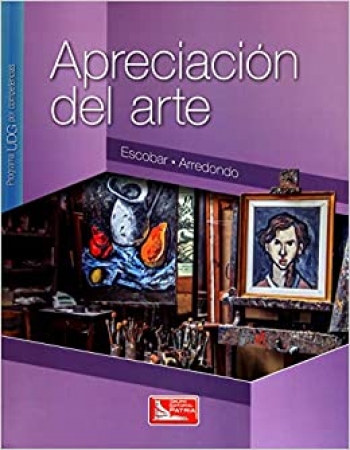 Apreciación
del arte
Escobar • Arredondo
Programa UDG por competencias
GRUPO
EDITORIAL
PATRIA